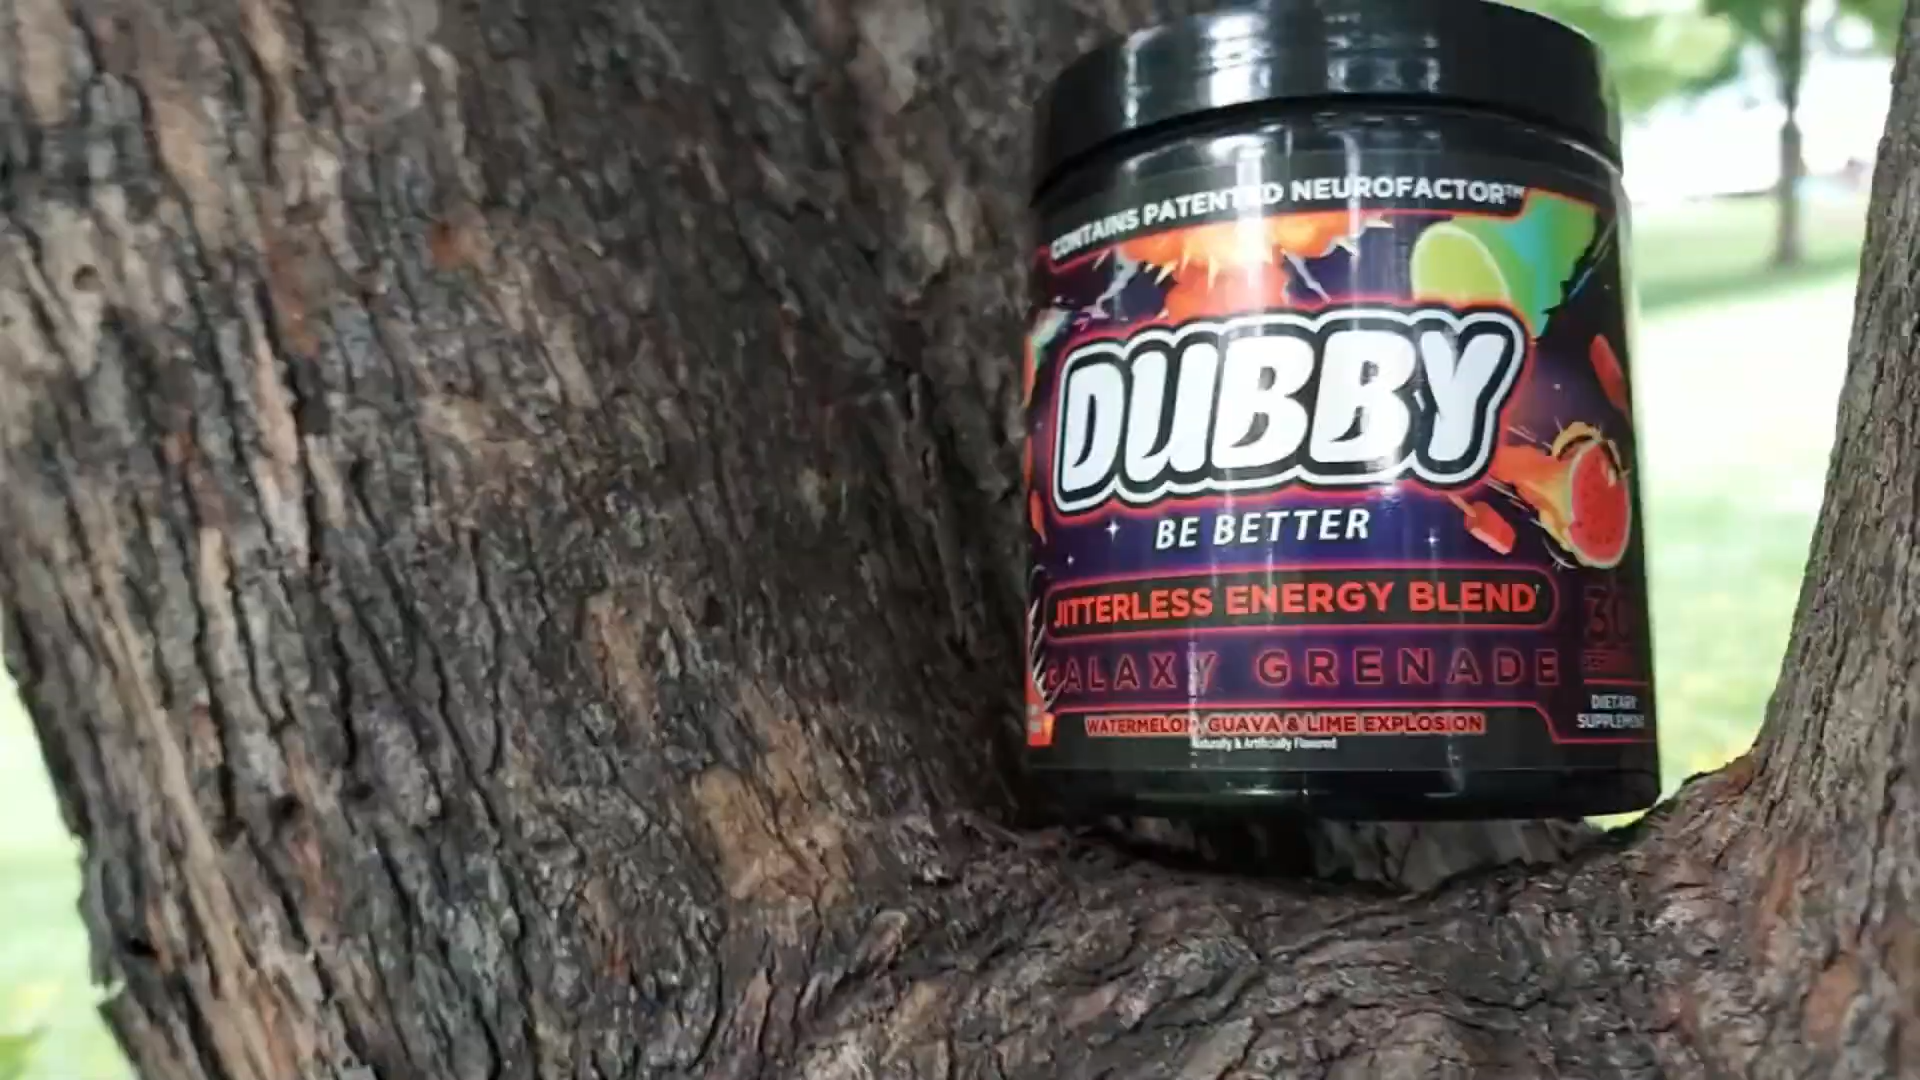 CONTAINS PATENTED NEUROFACTOR™
DUBBY
BE BETTER
JITTERLESS ENERGY BLEND†
GALAXY GRENADE
30
WATERMELON, GUAVA & LIME EXPLOSION
Naturally & Artificially Flavored
DIETARY
SUPPLEMENT